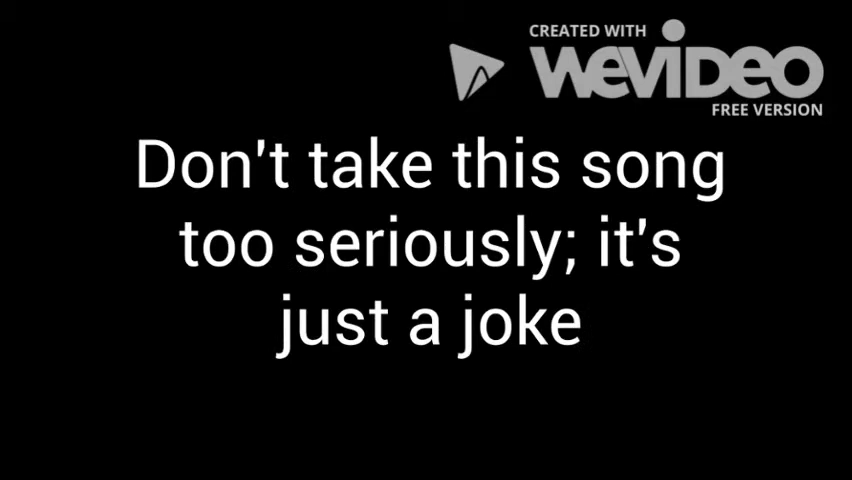 CREATED WITH
WEVIDEO
FREE VERSION
Don't take this song
too seriously; it's
just a joke